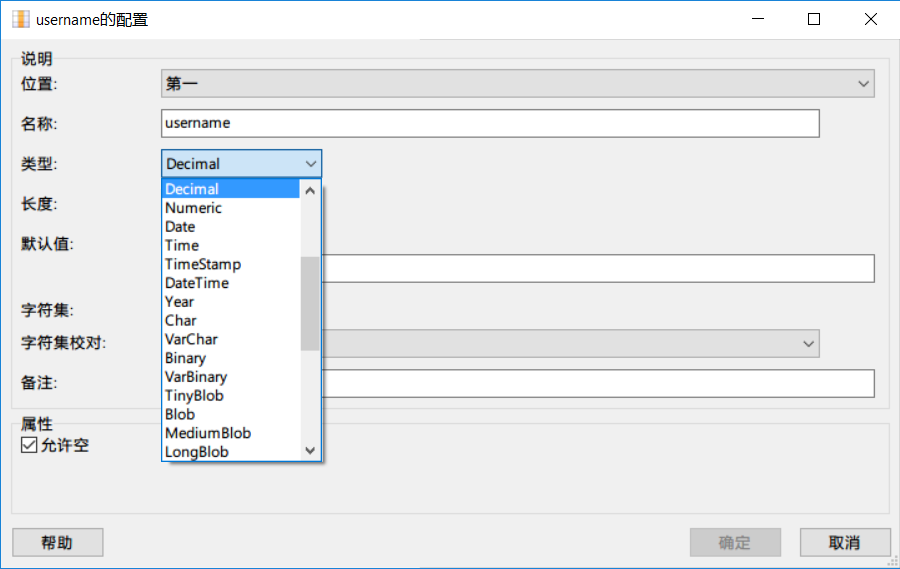 username的配置
说明
位置: 第一
名称: username
类型: Decimal
Decimal
长度:
Numeric
Date
默认值:
Time
TimeStamp
DateTime
Year
字符集:
Char
字符集校对:
VarChar
Binary
备注:
VarBinary
TinyBlob
Blob
属性
MediumBlob
允许空
LongBlob
帮助 确定 取消